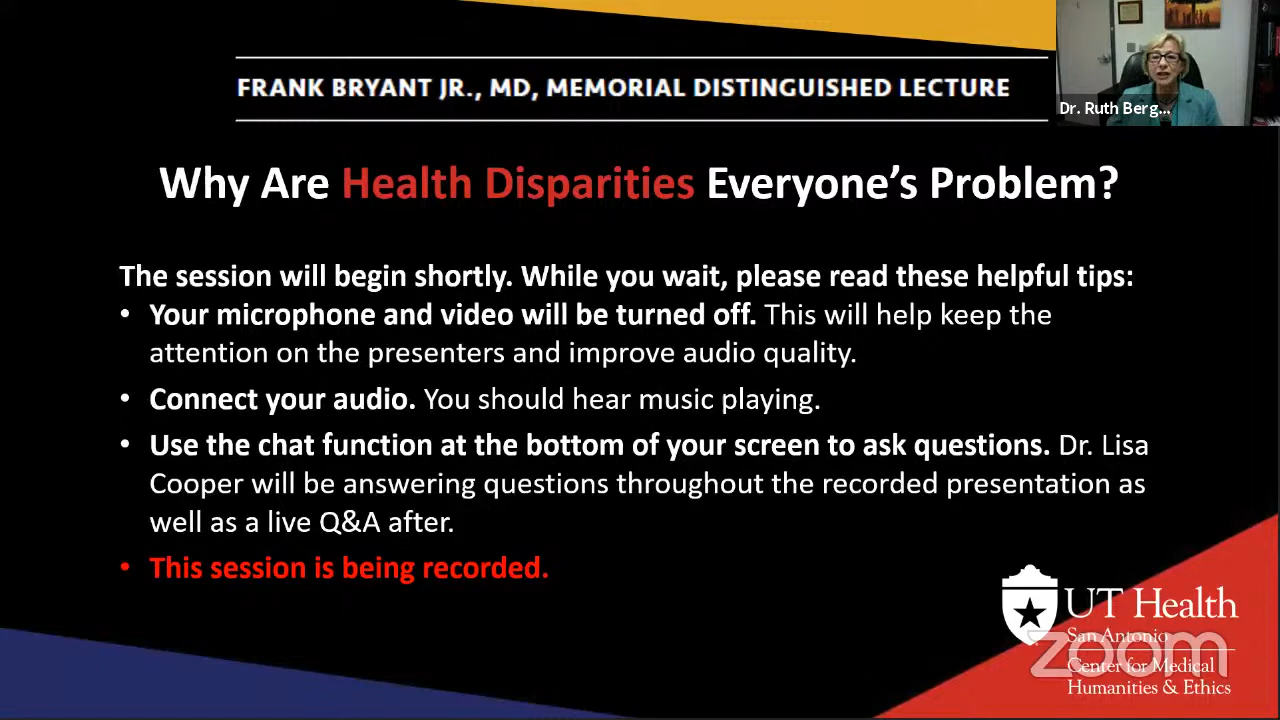 FRANK BRYANT JR., MD, MEMORIAL DISTINGUISHED LECTURE
Dr. Ruth Berg...
Why Are Health Disparities Everyone's Problem?
The session will begin shortly. While you wait, please read these helpful tips:
• Your microphone and video will be turned off. This will help keep the
attention on the presenters and improve audio quality.
• Connect your audio. You should hear music playing.
• Use the chat function at the bottom of your screen to ask questions. Dr. Lisa
Cooper will be answering questions throughout the recorded presentation as
well as a live Q&A after.
• This session is being recorded.
UT Health
San Antonio
zoom
Center for Medical
Humanities & Ethics